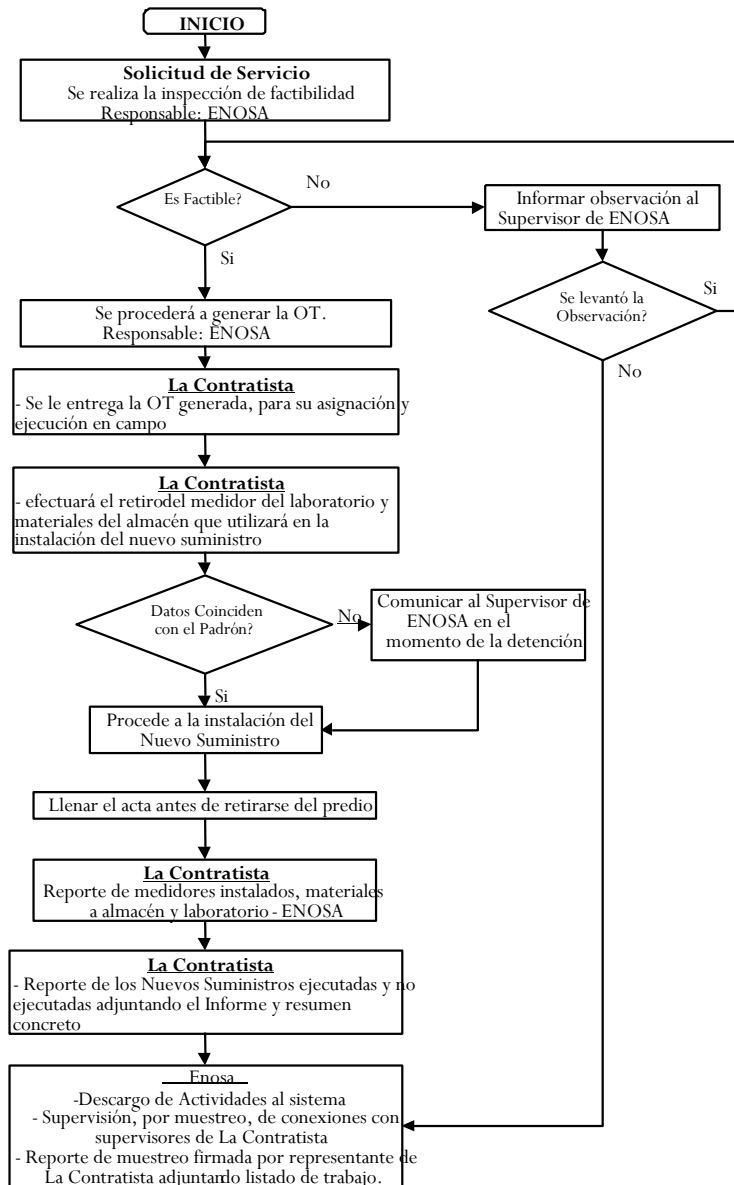 INICIO
Solicitud de Servicio
Se realiza la inspección de factibilidad
Responsable: ENOSA
Es Factible?
No
Informar observación al
Supervisor de ENOSA
Si
Se levantó la
Observación?
Si
No
Se procederá a generar la OT.
Responsable: ENOSA
La Contratista
- Se le entrega la OT generada, para su asignación y
ejecución en campo
La Contratista
- efectuará el retirodel medidor del laboratorio y
materiales del almacén que utilizará en la
instalación del nuevo suministro
Datos Coinciden
con el Padrón?
No
Comunicar al Supervisor de
ENOSA en el
momento de la detención
Si
Procede a la instalación del
Nuevo Suministro
Llenar el acta antes de retirarse del predio
La Contratista
Reporte de medidores instalados, materiales
a almacén y laboratorio - ENOSA
La Contratista
- Reporte de los Nuevos Suministros ejecutadas y no
ejecutadas adjuntando el Informe y resumen
concreto
Enosa
-Descargo de Actividades al sistema
- Supervisión, por muestreo, de conexiones con
supervisores de La Contratista
- Reporte de muestreo firmada por representante de
La Contratista adjuntando listado de trabajo.